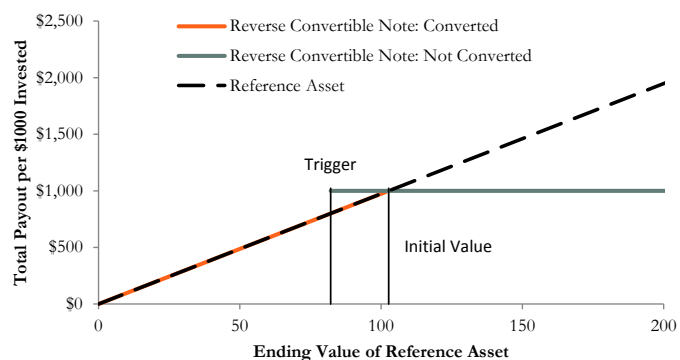 $2,500
$2,000
$1,500
$1,000
$500
$0
Total Payout per $1000 Invested
Reverse Convertible Note: Converted
Reverse Convertible Note: Not Converted
Reference Asset
Trigger
Initial Value
0
50
100
150
200
Ending Value of Reference Asset